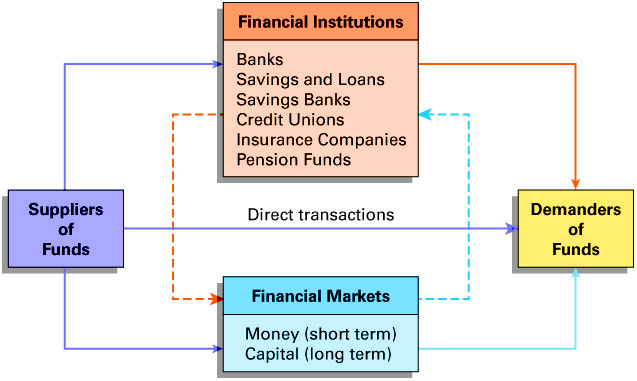 Financial Institutions
Banks
Savings and Loans
Savings Banks
Credit Unions
Insurance Companies
Pension Funds
Suppliers
of
Funds
Direct transactions
Demanders
of
Funds
Financial Markets
Money (short term)
Capital (long term)